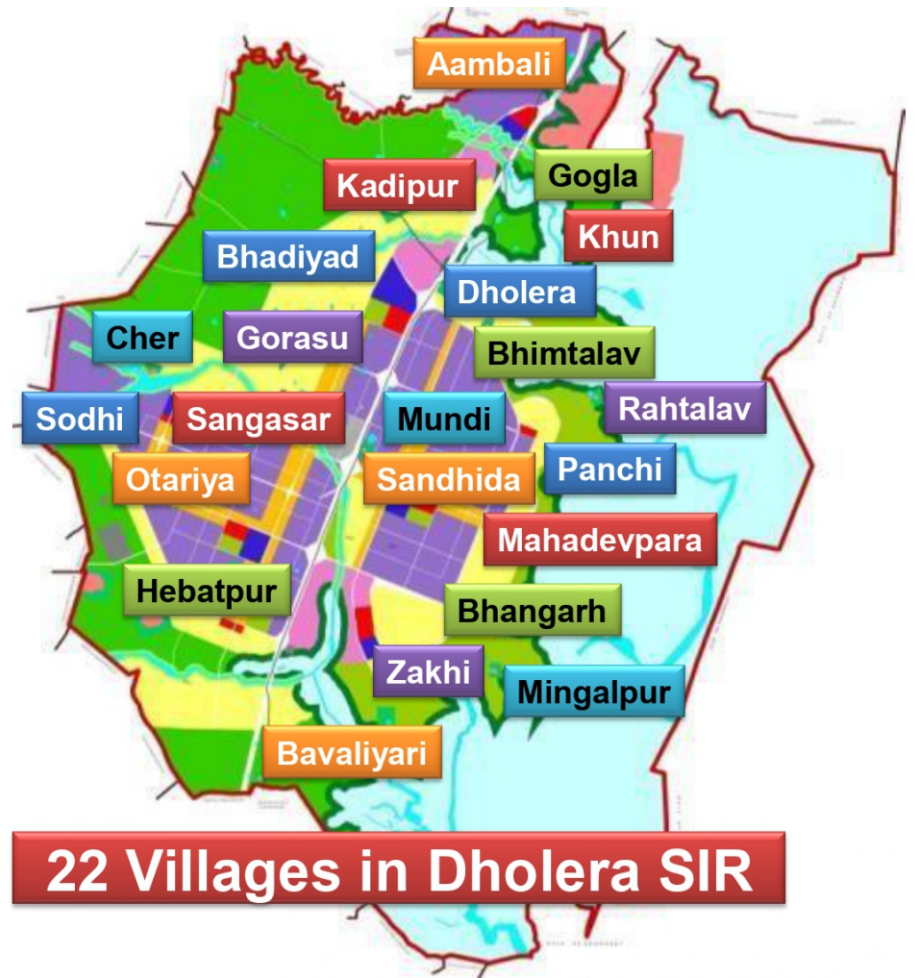 Aambali
Kadipur
Gogla
Khun
Bhadiyad
Dholera
Cher
Gorasu
Bhimtalav
Rahtalav
Sodhi
Sangasar
Mundi
Otariya
Sandhida
Panchi
Mahadevpara
Hebatpur
Bhangarh
Zakhi
Mingalpur
Bavaliyari
22 Villages in Dholera SIR